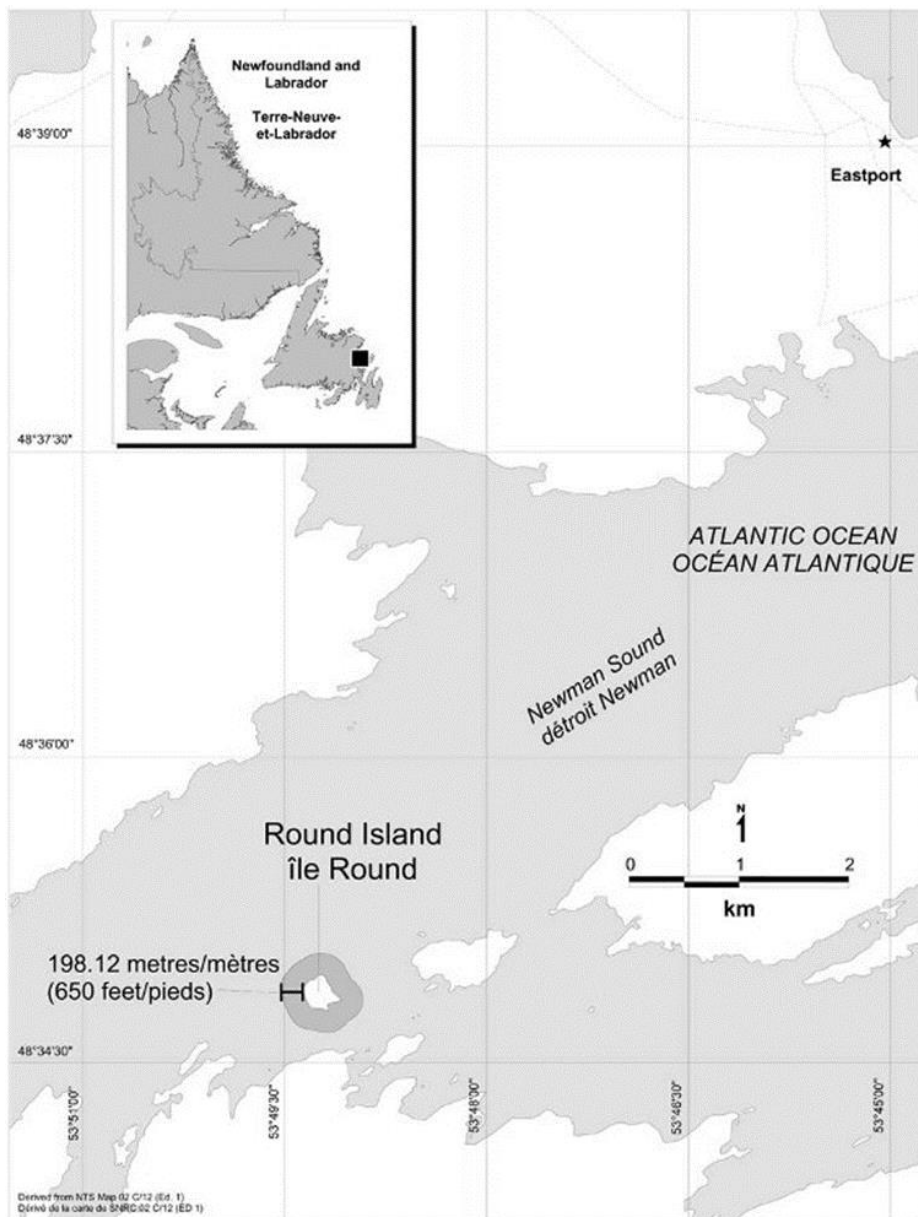 Newfoundland and
Labrador
Terre-Neuve-
et-Labrador
48°39'00"
Eastport
48°37'30"
ATLANTIC OCEAN
OCÉAN ATLANTIQUE
Newman Sound
détroit Newman
48°36'00"
Round Island
île Round
N
0 1 2
km
198.12 metres/mètres
(650 feet/pieds)
48°34'30"
53°51'00"
53°49'30"
53°48'00"
53°46'30"
53°45'00"
Derived from NTS Map 02 C/12 (Ed. 1)
Dérivé de la carte de SNRC 02 C/12 (ÉD 1)